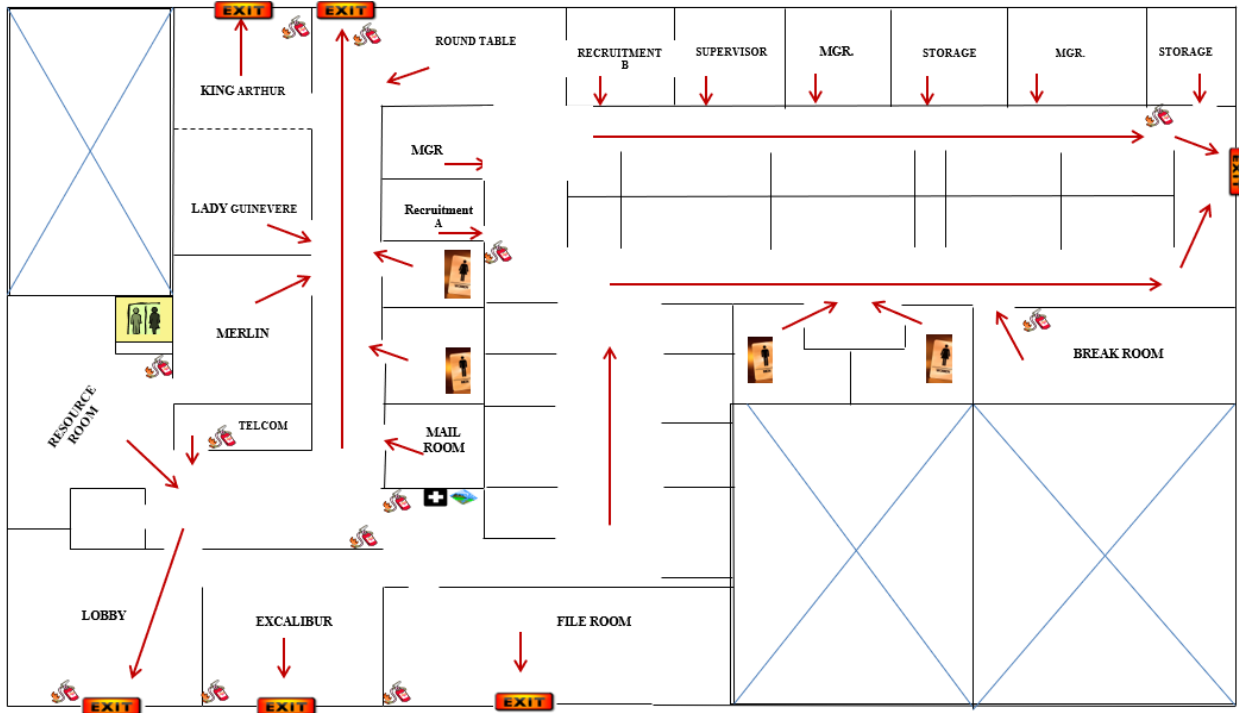 EXIT
EXIT
ROUND TABLE
RECRUITMENT
B
SUPERVISOR
MGR.
STORAGE
MGR.
STORAGE
KING ARTHUR
MGR
EXIT
LADY GUINEVERE
Recruitment
A
MERLIN
BREAK ROOM
RESOURCE
ROOM
TELCOM
MAIL
ROOM
LOBBY
EXCALIBUR
FILE ROOM
EXIT
EXIT
EXIT